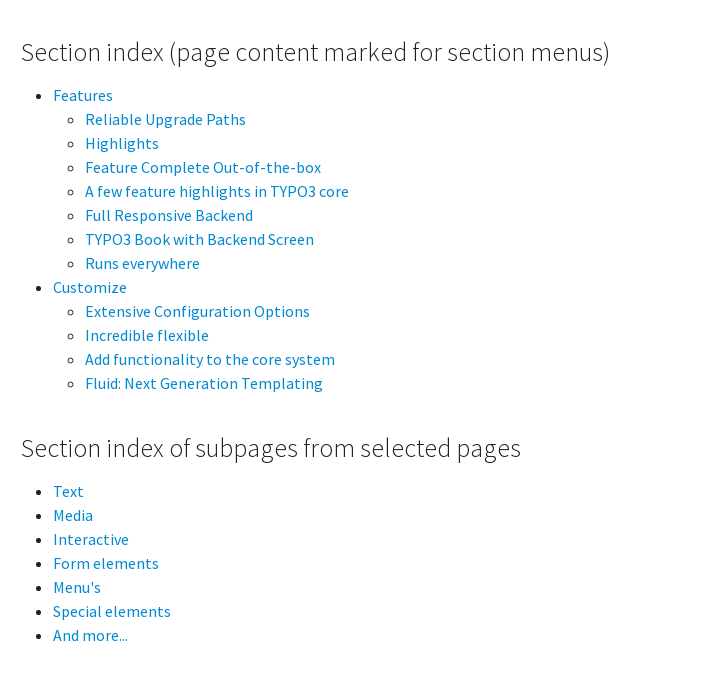 Section index (page content marked for section menus)
Features
Reliable Upgrade Paths
Highlights
Feature Complete Out-of-the-box
A few feature highlights in TYPO3 core
Full Responsive Backend
TYPO3 Book with Backend Screen
Runs everywhere
Customize
Extensive Configuration Options
Incredible flexible
Add functionality to the core system
Fluid: Next Generation Templating
Section index of subpages from selected pages
Text
Media
Interactive
Form elements
Menu's
Special elements
And more...